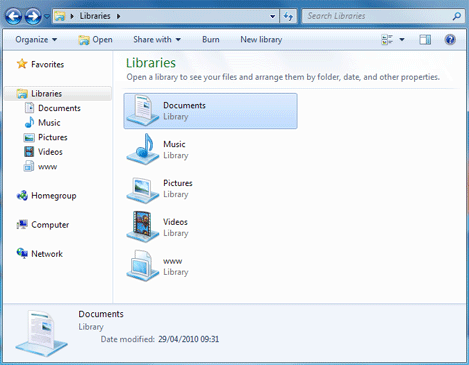 Libraries
Search Libraries
Organize Open Share with Burn New library
Favorites
Libraries
Documents
Music
Pictures
Videos
www
Homegroup
Computer
Network
Libraries
Open a library to see your files and arrange them by folder, date, and other properties.
Documents
Library
Music
Library
Pictures
Library
Videos
Library
www
Library
Documents
Library
Date modified: 29/04/2010 09:31